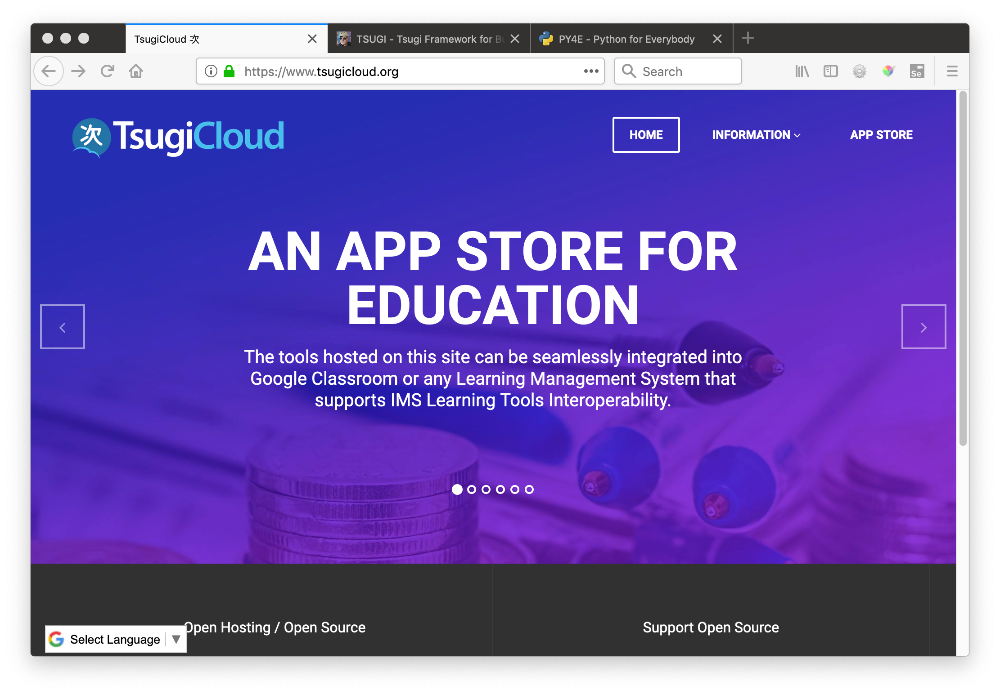 TsugiCloud 次
TSUGI - Tsugi Framework for Bu
PY4E - Python for Everybody
https://www.tsugicloud.org
Search
Se
次 TsugiCloud
HOME
INFORMATION
APP STORE
AN APP STORE FOR
EDUCATION
The tools hosted on this site can be seamlessly integrated into
Google Classroom or any Learning Management System that
supports IMS Learning Tools Interoperability.
Open Hosting / Open Source
Support Open Source
G Select Language